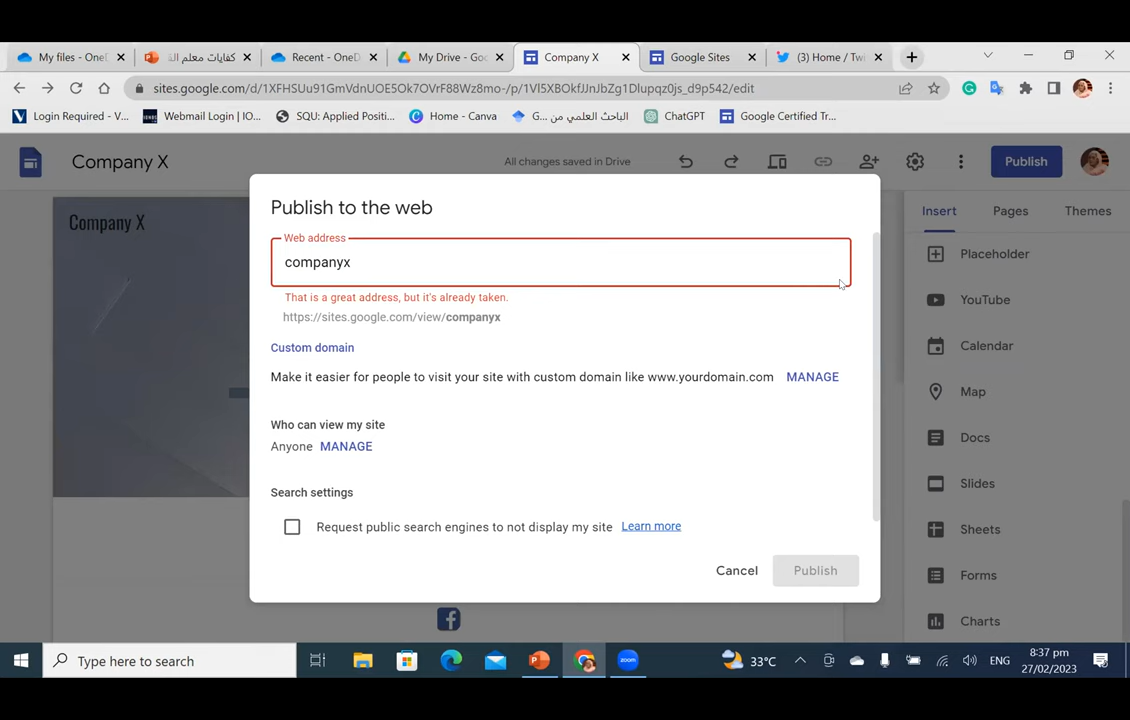 My files - OneD
كفايات معلم الق
Recent - OneD
My Drive - Goo
Company X
Google Sites
(3) Home / Twi
sites.google.com/d/1XFHSUu91GmVdnUOE5Ok7OVrF88Wz8mo-/p/1Vl5XBOkfJJnJbZg1Dlupqz0js_d9p542/edit
Login Required - V...
Webmail Login | IO...
SQU: Applied Positi...
Home - Canva
الباحث العلمي من G...
ChatGPT
Google Certified Tr...
Company X
All changes saved in Drive
Publish
Company X
Insert
Pages
Themes
Placeholder
YouTube
Calendar
Map
Docs
Slides
Sheets
Forms
Charts
Publish to the web
Web address
companyx
That is a great address, but it's already taken.
https://sites.google.com/view/companyx
Custom domain
Make it easier for people to visit your site with custom domain like www.yourdomain.com MANAGE
Who can view my site
Anyone MANAGE
Search settings
Request public search engines to not display my site Learn more
Cancel
Publish
Type here to search
zoom
33°C
ENG
8:37 pm
27/02/2023